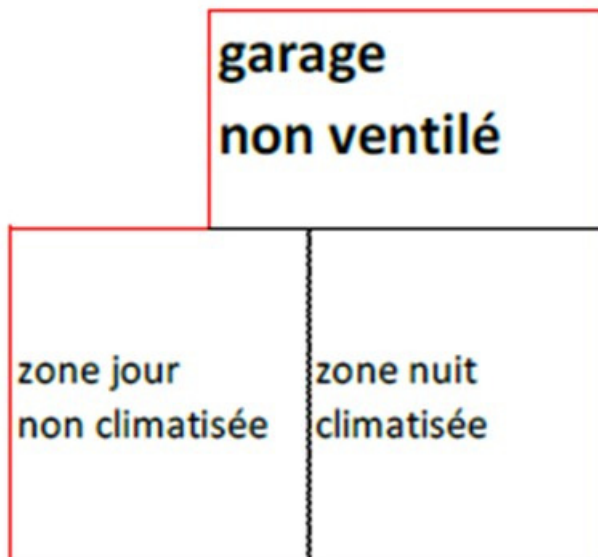 garage
non ventilé
zone jour
non climatisée
zone nuit
climatisée